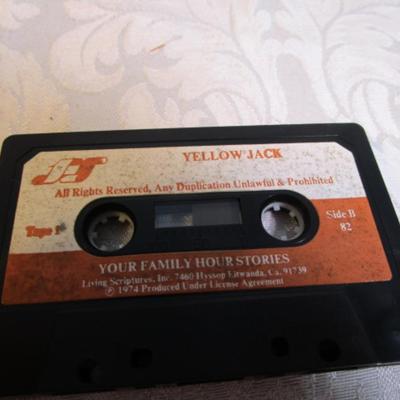 YELLOW JACK
All Rights Reserved, Any Duplication Unlawful & Prohibited
Tape
Side B
82
YOUR FAMILY HOUR STORIES
Living Scriptures, Inc. 7460 Hyssop Etiwanda, Ca. 91739
Ⓟ 1974 Produced Under License Agreement